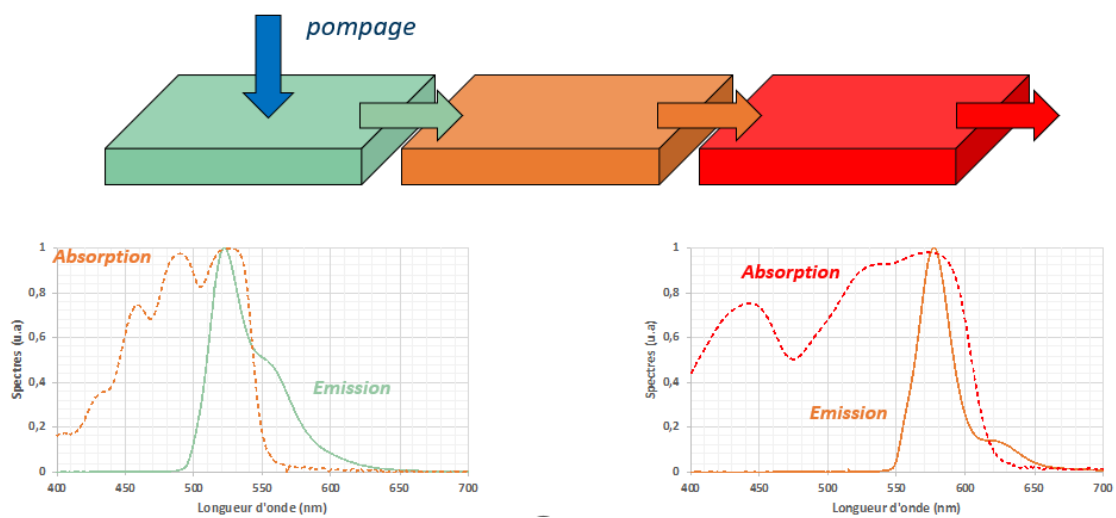 pompage
1
0,8
0,6
0,4
0,2
0
Spectres (u.a)
Absorption
Emission
400 450 500 550 600 650 700
Longueur d'onde (nm)
1
0,8
0,6
0,4
0,2
0
Spectres (u.a)
Absorption
Emission
400 450 500 550 600 650 700
Longueur d'onde (nm)